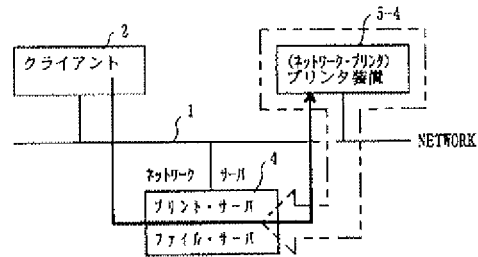 2
5-4
クライアント
(ネットワーク・プリンタ)
プリンタ装置
1
NETWORK
ネットワーク サーバ
4
プリント・サーバ
ファイル・サーバ